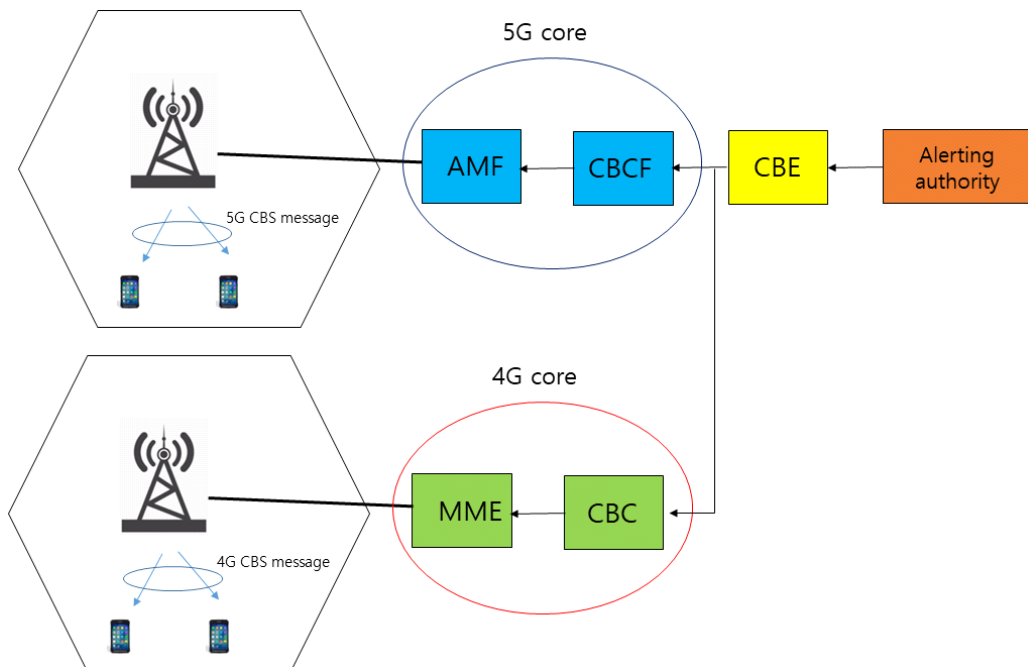 5G core
AMF
CBCF
CBE
Alerting
authority
5G CBS message
4G core
MME
CBC
4G CBS message